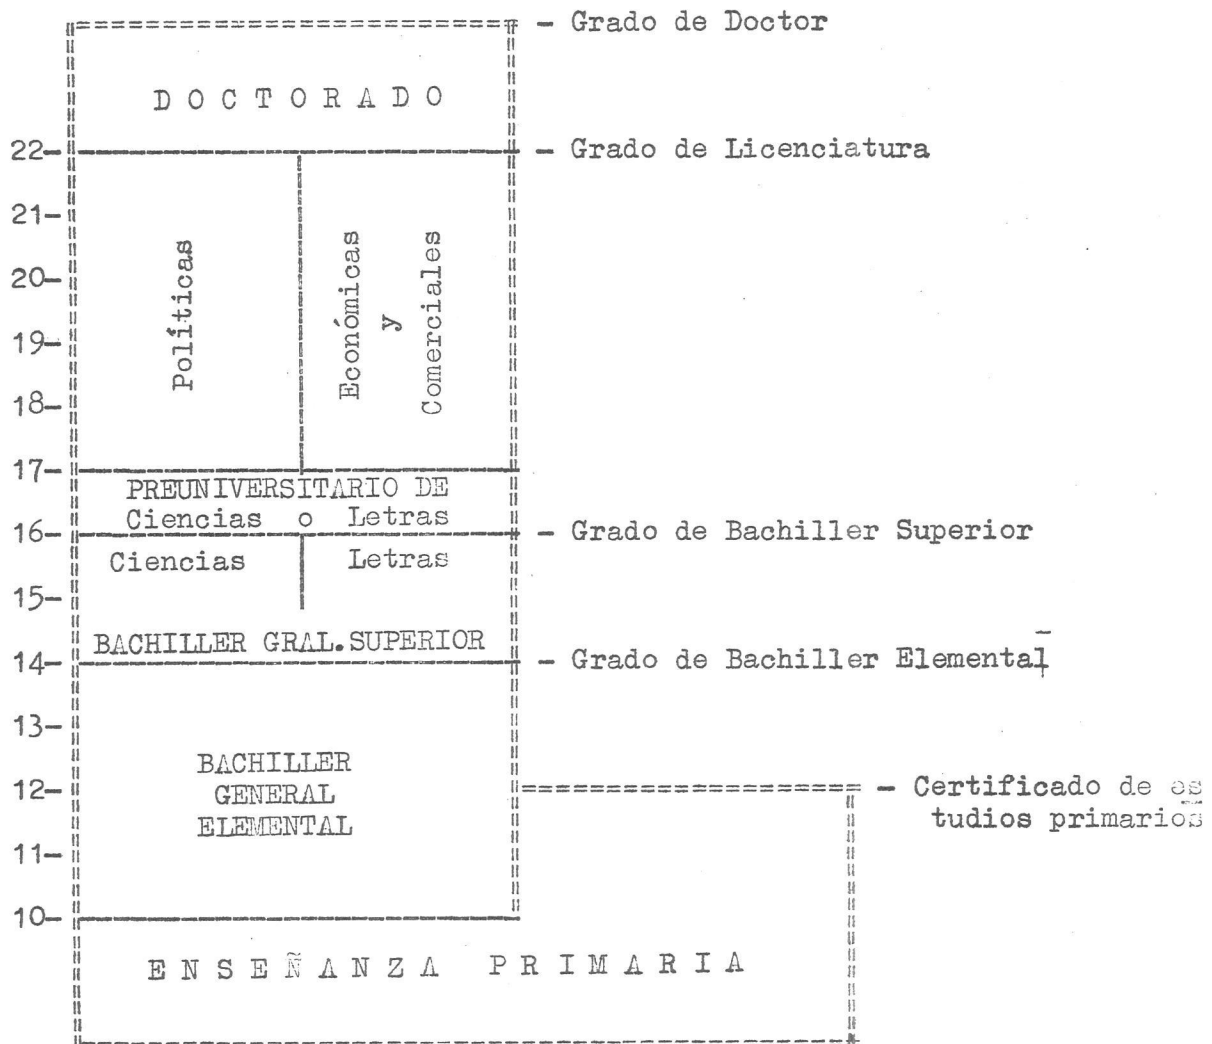 - Grado de Doctor
D O C T O R A D O
22- - Grado de Licenciatura
21-
20-
19-
18-
Políticas
Económicas
y
Comerciales
17-
PREUNIVERSITARIO DE
Ciencias o Letras
16- - Grado de Bachiller Superior
Ciencias Letras
15-
BACHILLER GRAL.SUPERIOR
14- - Grado de Bachiller Elemental
13-
BACHILLER
12- GENERAL - Certificado de es
ELEMENTAL tudios primarios
11-
10-
E N S E Ñ A N Z A P R I M A R I A